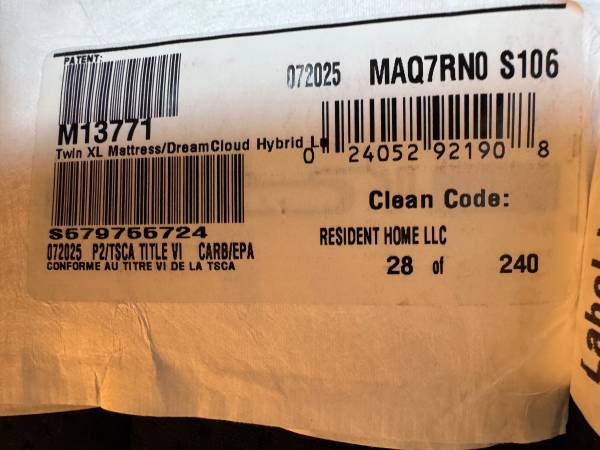 PATENT:
072025 MAQ7RN0 S106
M13771
Twin XL Mattress/DreamCloud Hybrid
0 24052 92190 8
Clean Code:
S679756724
RESIDENT HOME LLC
072025 P2/TSCA TITLE VI CARB/EPA
28 of 240
CONFORME AU TITRE VI DE LA TSCA
Label